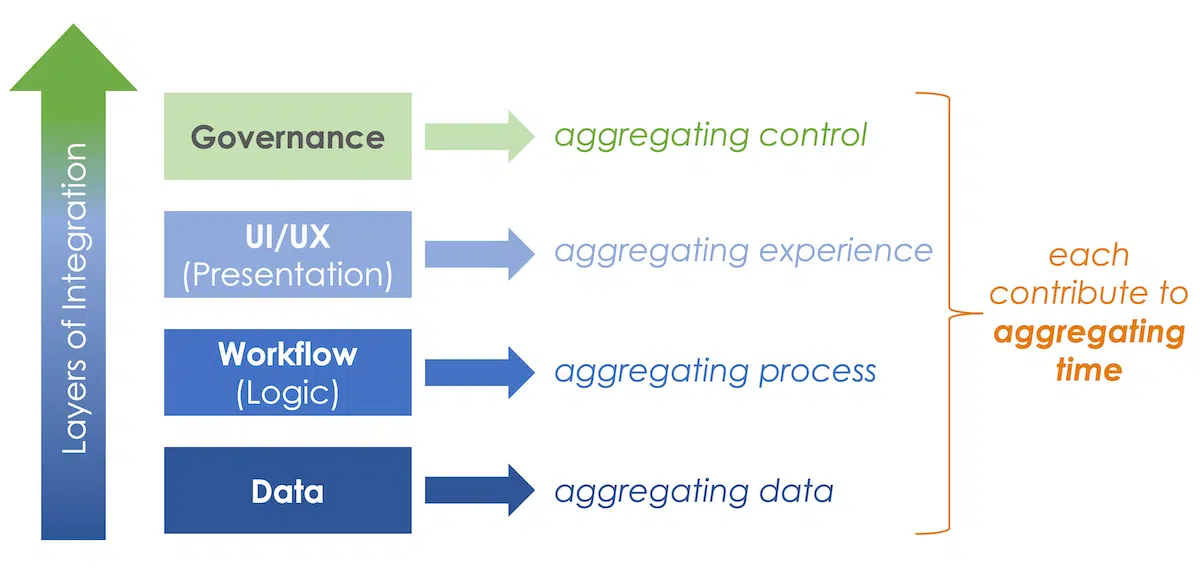 Layers of Integration
Governance
aggregating control
UI/UX
(Presentation)
aggregating experience
Workflow
(Logic)
aggregating process
Data
aggregating data
each
contribute to
aggregating
time